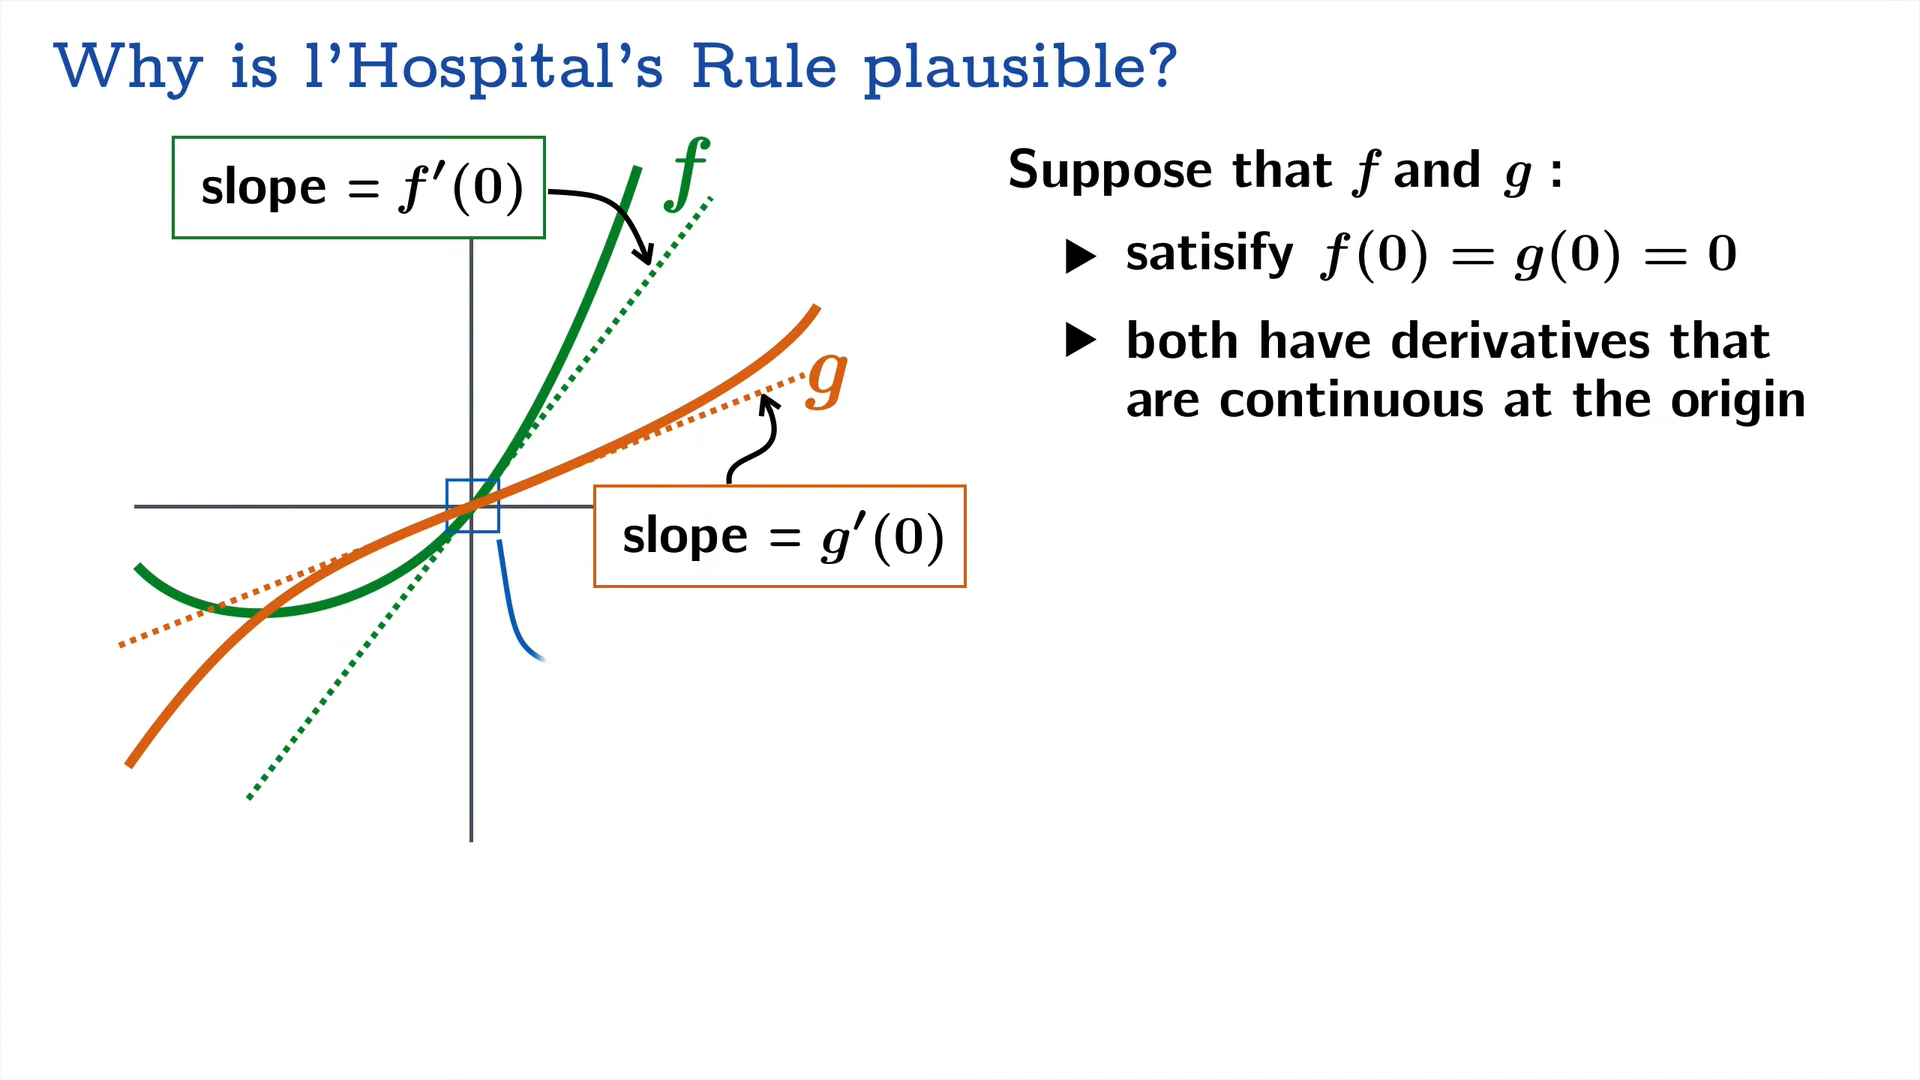 Why is l’Hospital’s Rule plausible?
slope = f′(0)
f
g
slope = g′(0)
Suppose that f and g :
▶ satisify f(0) = g(0) = 0
▶ both have derivatives that
are continuous at the origin